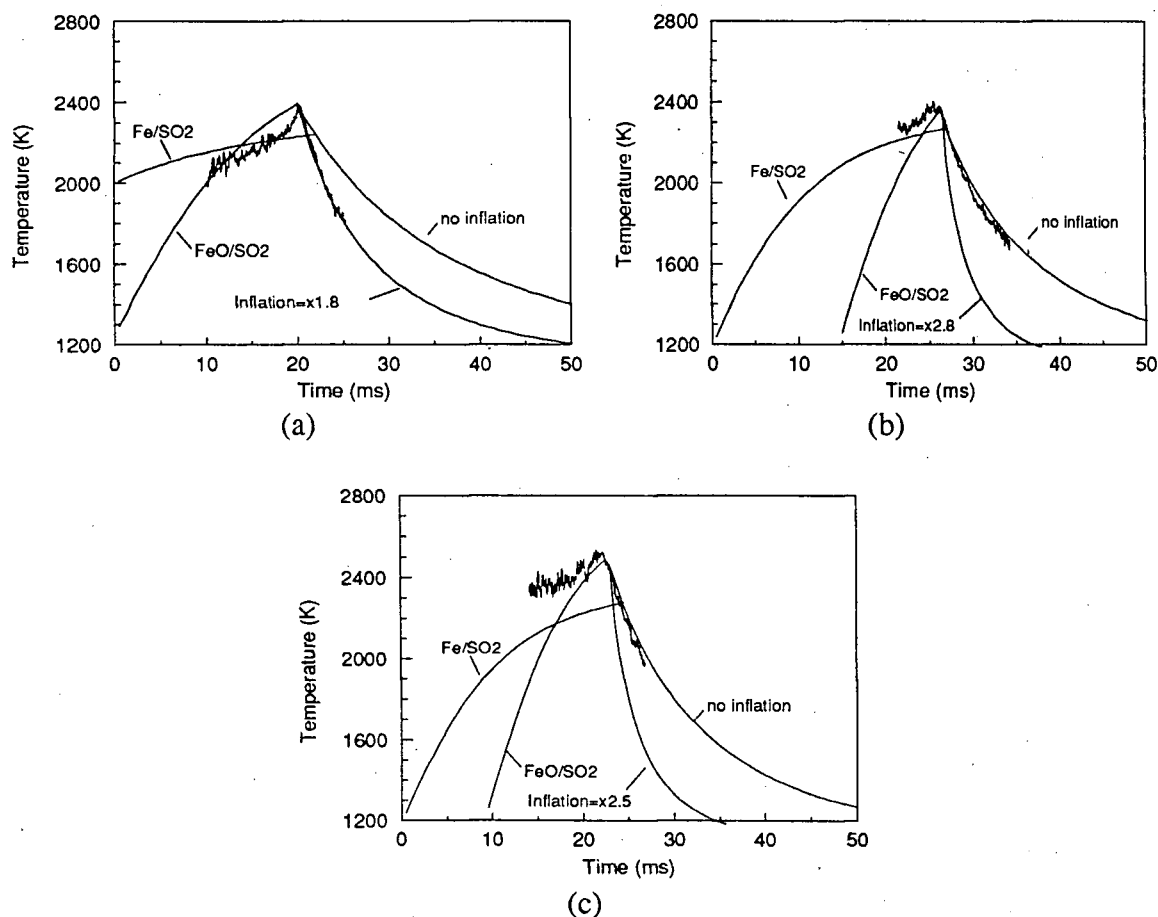 2800
2400
2000
1600
1200
Temperature (K)
Fe/SO2
FeO/SO2
no inflation
Inflation=x1.8
0 10 20 30 40 50
Time (ms)
(a)
2800
2400
2000
1600
1200
Temperature (K)
Fe/SO2
no inflation
FeO/SO2
Inflation=x2.8
0 10 20 30 40 50
Time (ms)
(b)
2800
2400
2000
1600
1200
Temperature (K)
Fe/SO2
no inflation
FeO/SO2
Inflation=x2.5
0 10 20 30 40 50
Time (ms)
(c)